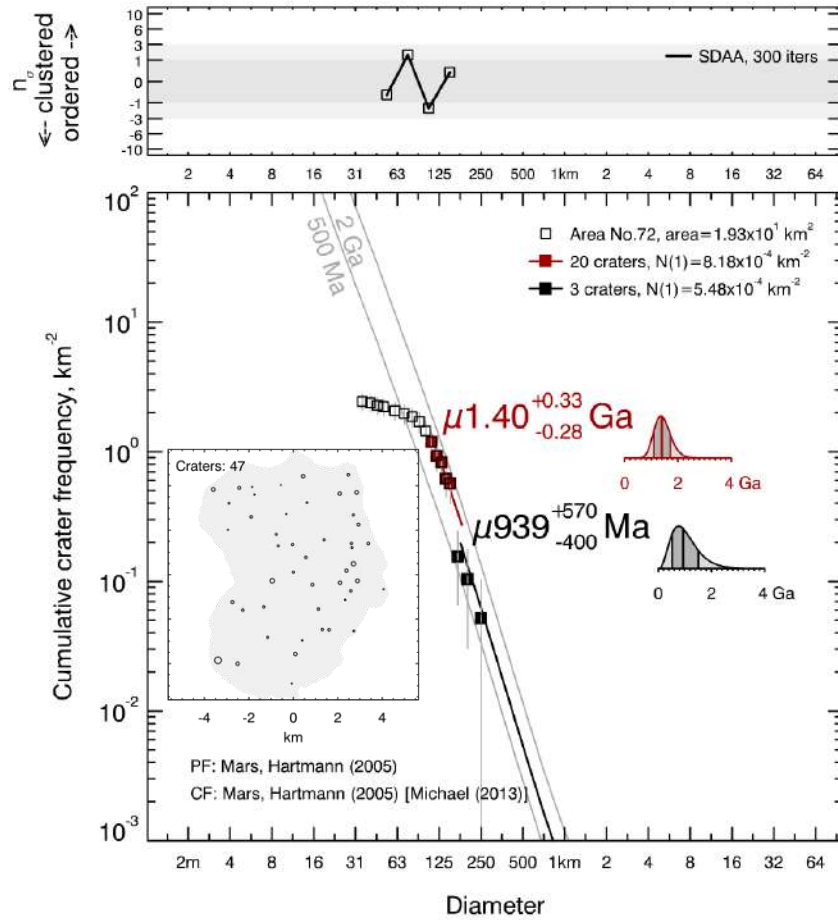 n_σ
<-- clustered
ordered -->
10
6
3
1
0
-1
-3
-6
-10
SDAA, 300 iters
2 4 8 16 31 63 125 250 500 1km 2 4 8 16 32 64
Cumulative crater frequency, km⁻²
10²
10¹
10⁰
10⁻¹
10⁻²
10⁻³
2 Ga
500 Ma
Area No.72, area=1.93x10¹ km²
20 craters, N(1)=8.18x10⁻⁴ km⁻²
3 craters, N(1)=5.48x10⁻⁴ km⁻²
μ1.40 +0.33 -0.28 Ga
0 2 4 Ga
μ939 +570 -400 Ma
0 2 4 Ga
Craters: 47
-4 -2 0 2 4
km
PF: Mars, Hartmann (2005)
CF: Mars, Hartmann (2005) [Michael (2013)]
2m 4 8 16 31 63 125 250 500 1km 2 4 8 16 32 64
Diameter